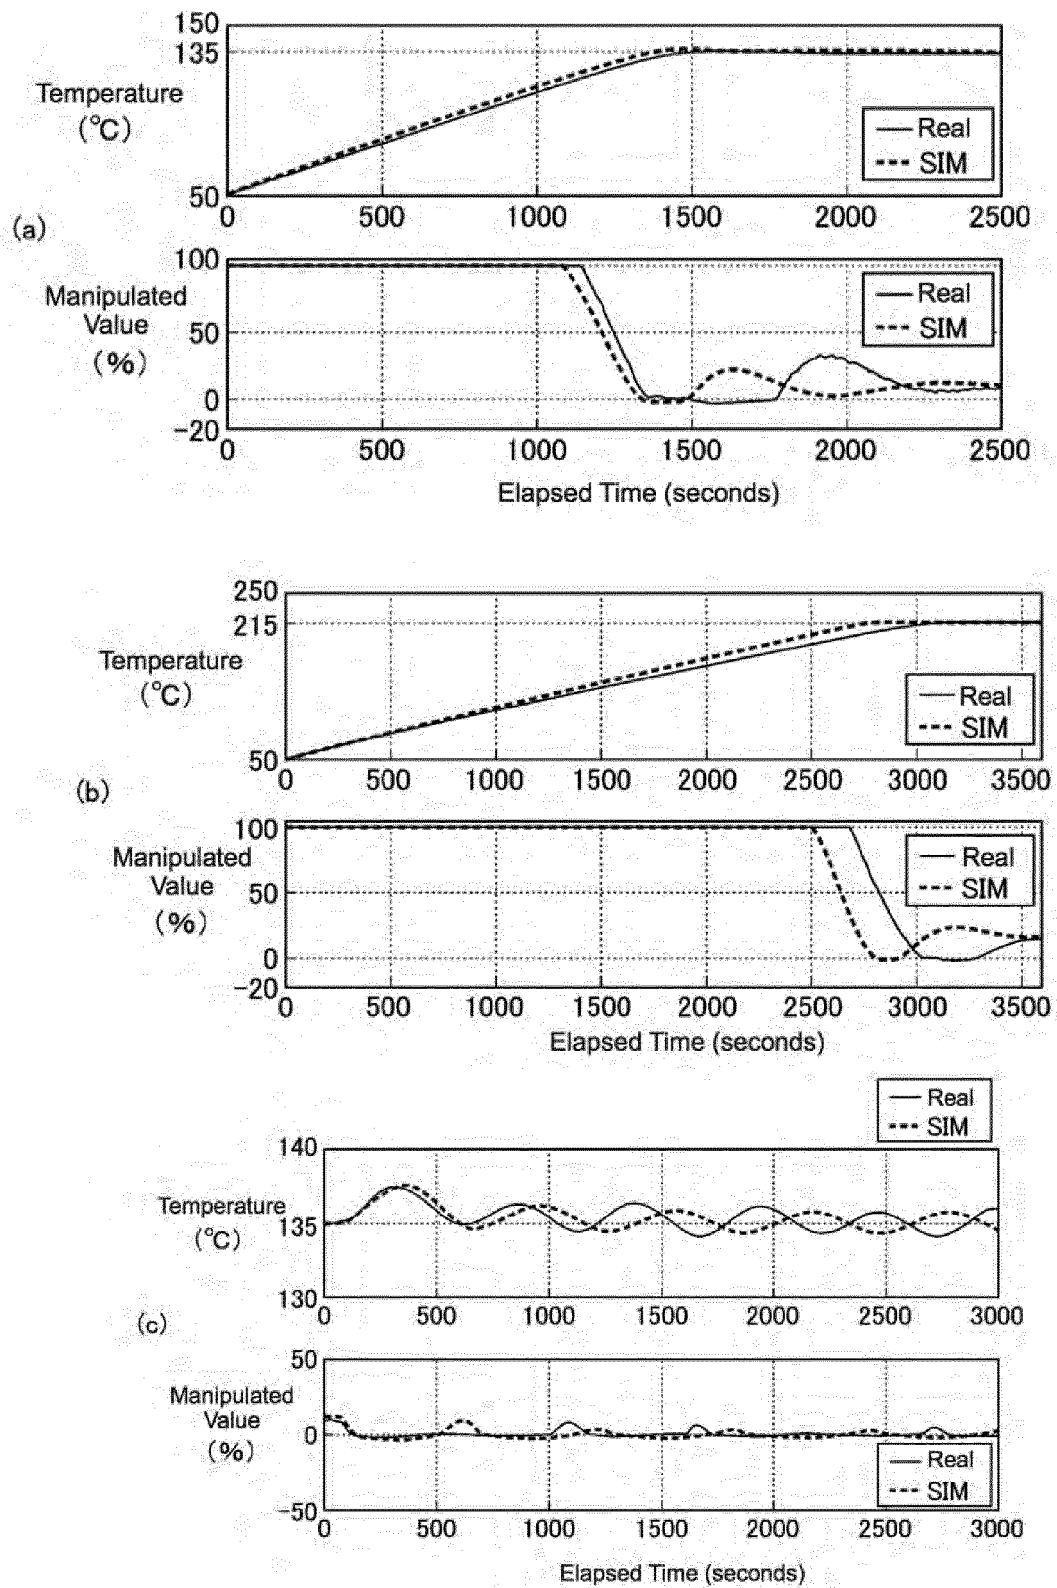 150
135
Temperature
(℃)
50
Real
SIM
0 500 1000 1500 2000 2500
(a)
100
Manipulated
Value
(%)
50
0
-20
Real
SIM
0 500 1000 1500 2000 2500
Elapsed Time (seconds)
250
215
Temperature
(℃)
50
Real
SIM
0 500 1000 1500 2000 2500 3000 3500
(b)
100
Manipulated
Value
(%)
50
0
-20
Real
SIM
0 500 1000 1500 2000 2500 3000 3500
Elapsed Time (seconds)
Real
SIM
140
Temperature
(℃)
135
130
0 500 1000 1500 2000 2500 3000
(c)
50
Manipulated
Value
(%)
0
-50
Real
SIM
0 500 1000 1500 2000 2500 3000
Elapsed Time (seconds)